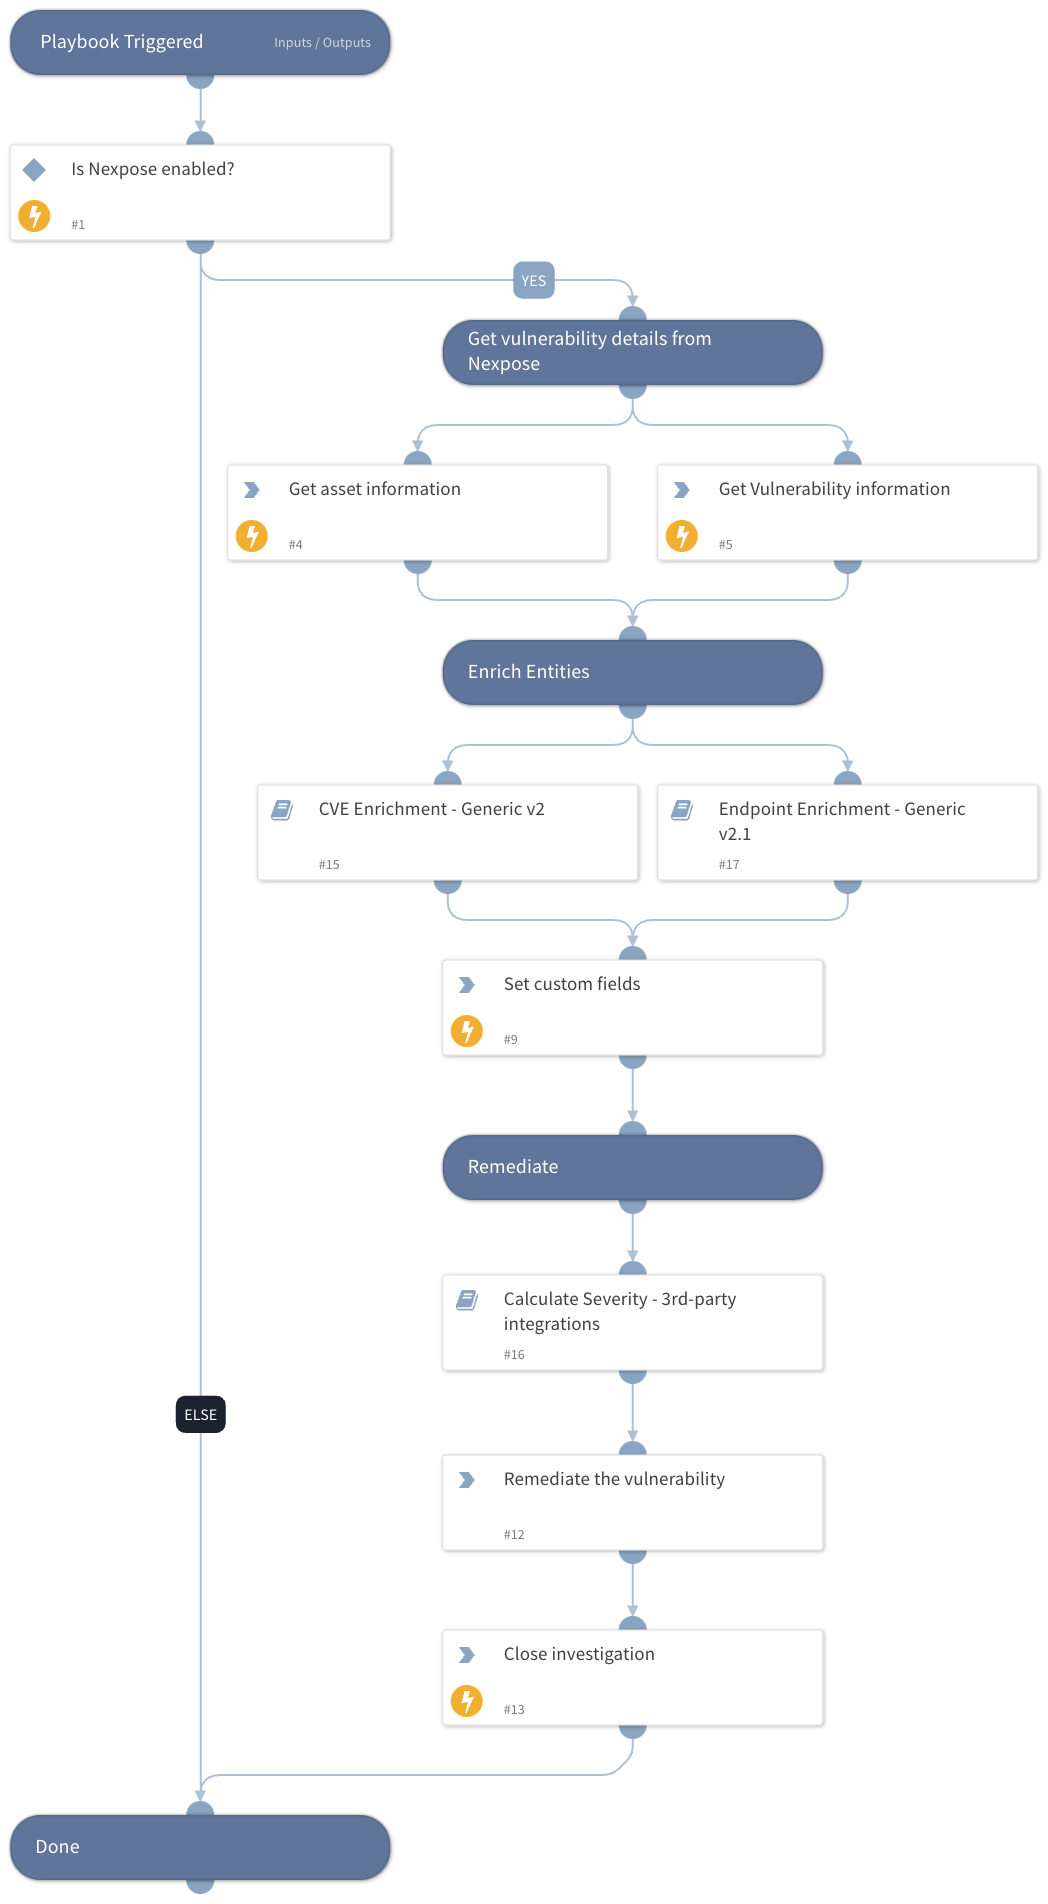 Playbook Triggered
Inputs / Outputs
Is Nexpose enabled?
#1
YES
Get vulnerability details from
Nexpose
Get asset information
#4
Get Vulnerability information
#5
Enrich Entities
CVE Enrichment - Generic v2
#15
Endpoint Enrichment - Generic
v2.1
#17
Set custom fields
#9
Remediate
Calculate Severity - 3rd-party
integrations
#16
ELSE
Remediate the vulnerability
#12
Close investigation
#13
Done